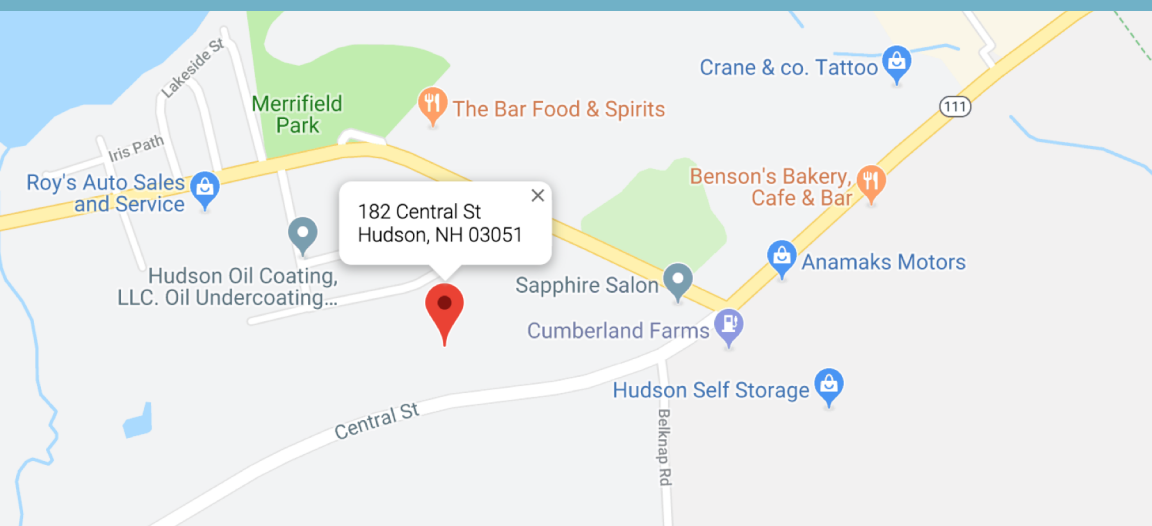 Lakeside St
Crane & co. Tattoo
Merrifield
Park
The Bar Food & Spirits
111
Iris Path
Roy's Auto Sales
and Service
Benson's Bakery,
Cafe & Bar
182 Central St
Hudson, NH 03051
Hudson Oil Coating,
LLC. Oil Undercoating...
Anamaks Motors
Sapphire Salon
Cumberland Farms
Hudson Self Storage
Central St
Belknap Rd